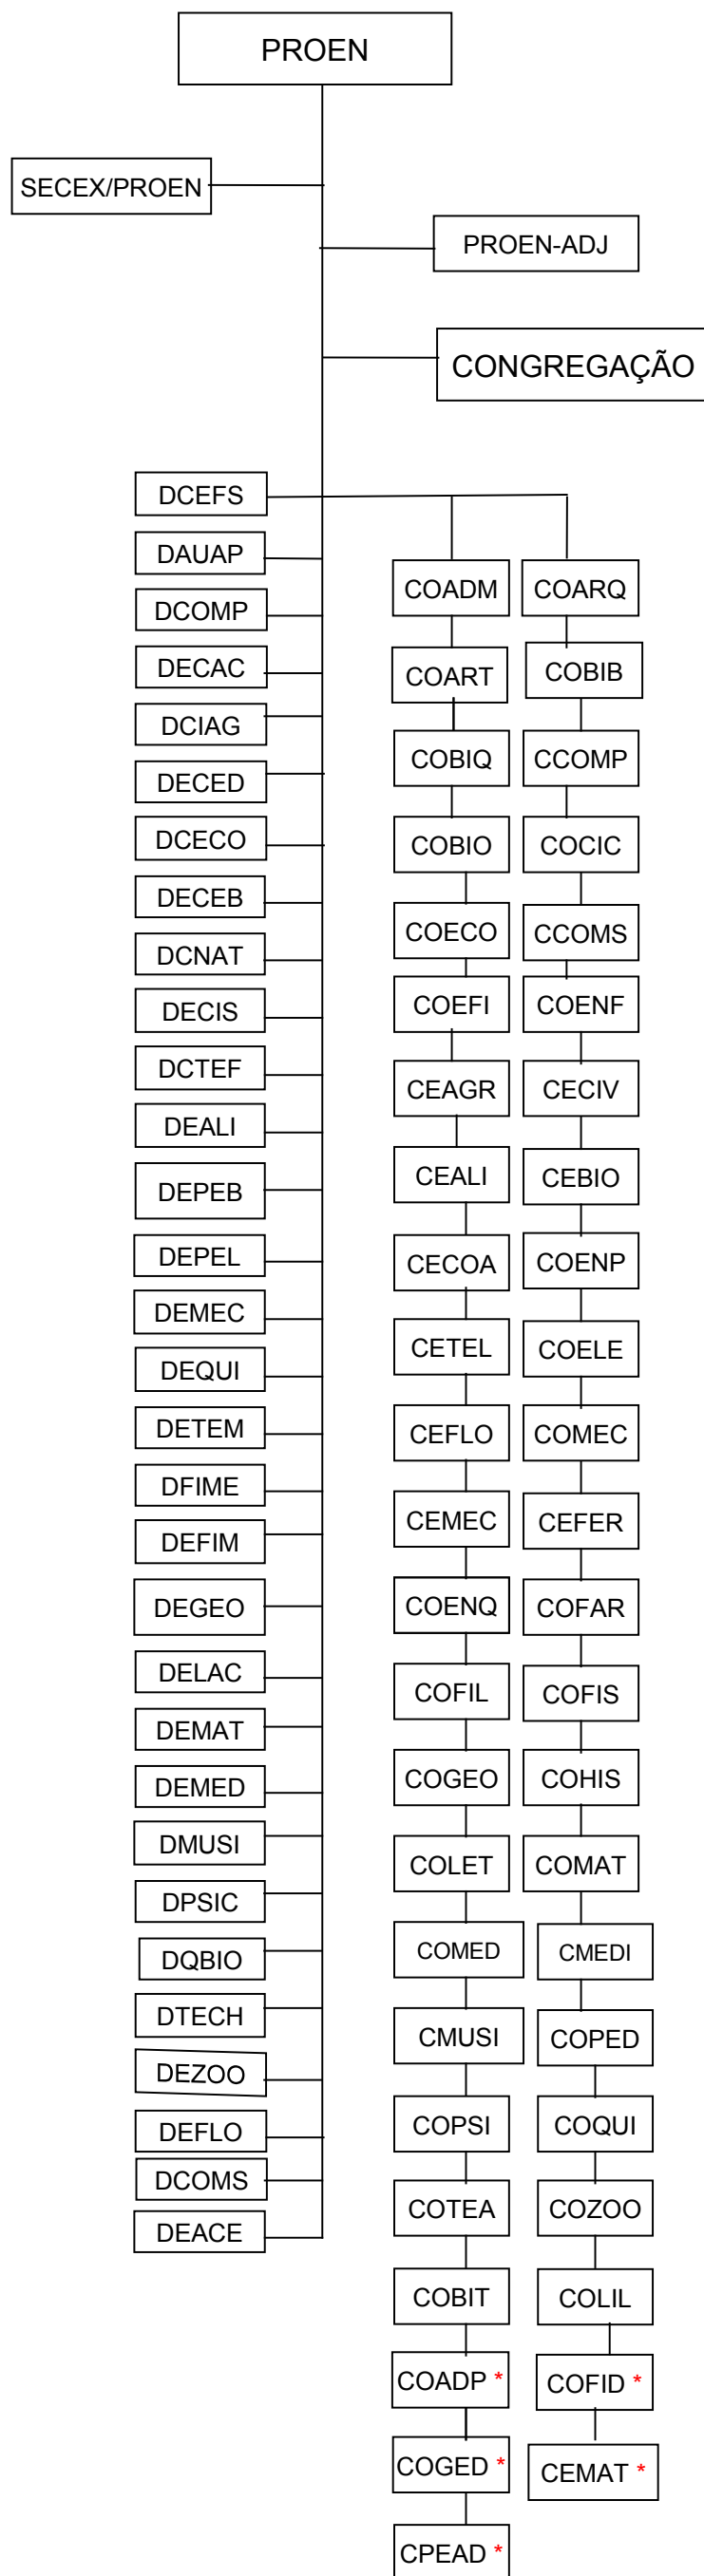 PROEN
SECEX/PROEN
PROEN-ADJ
CONGREGAÇÃO
DCEFS
DAUAP
DCOMP
DECAC
DCIAG
DECED
DCECO
DECEB
DCNAT
DECIS
DCTEF
DEALI
DEPEB
DEPEL
DEMEC
DEQUI
DETEM
DFIME
DEFIM
DEGEO
DELAC
DEMAT
DEMED
DMUSI
DPSIC
DQBIO
DTECH
DEZOO
DEFLO
DCOMS
DEACE
COADM
COART
COBIQ
COBIO
COECO
COEFI
CEAGR
CEALI
CECOA
CETEL
CEFLO
CEMEC
COENQ
COFIL
COGEO
COLET
COMED
CMUSI
COPSI
COTEA
COBIT
COADP *
COGED *
CPEAD *
COARQ
COBIB
CCOMP
COCIC
CCOMS
COENF
CECIV
CEBIO
COENP
COELE
COMEC
CEFER
COFAR
COFIS
COHIS
COMAT
CMEDI
COPED
COQUI
COZOO
COLIL
COFID *
CEMAT *